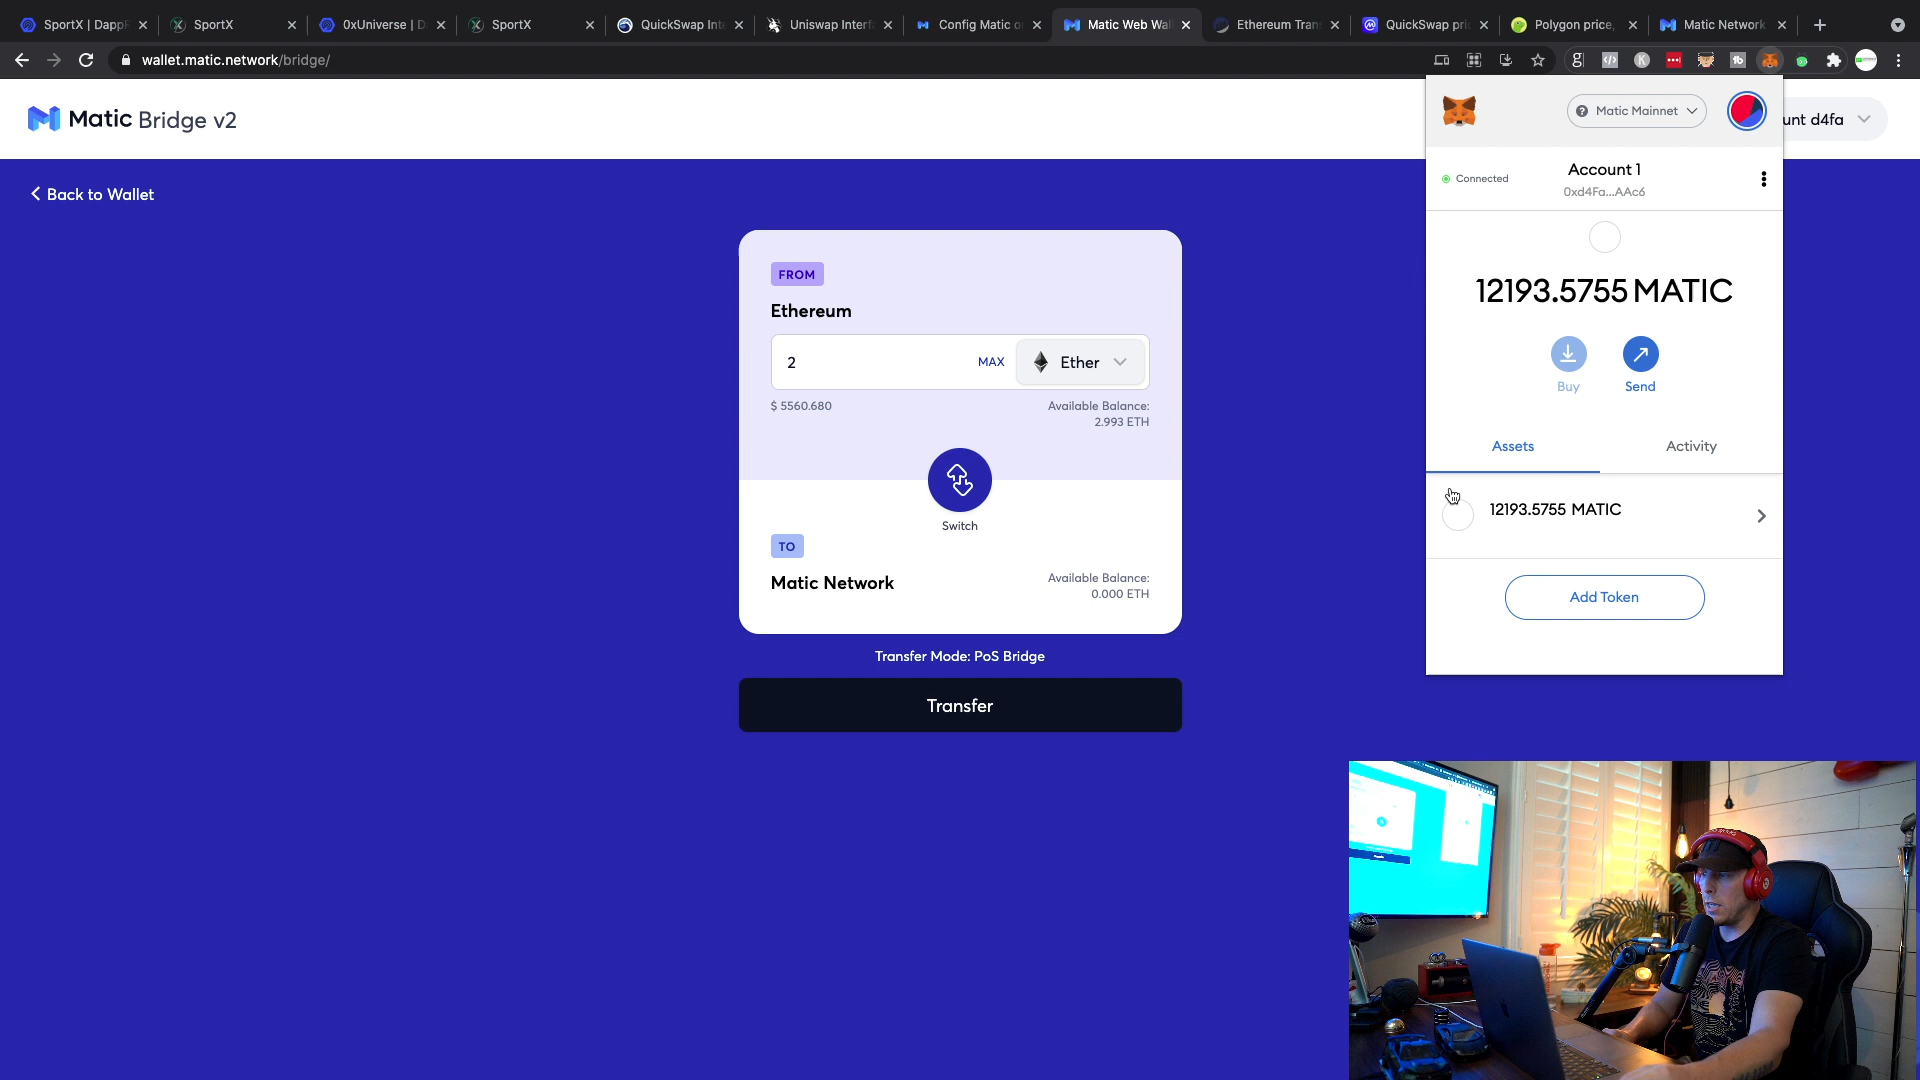 SportX | Dapp
SportX
0xUniverse | D
SportX
QuickSwap Int
Uniswap Interf
Config Matic o
Matic Web Wal
Ethereum Tran
QuickSwap pri
Polygon price,
Matic Network
wallet.matic.network/bridge/
Matic Bridge v2
Matic Mainnet
unt d4fa
Back to Wallet
Connected
Account 1
0xd4Fa...AAc6
12193.5755 MATIC
Buy
Send
Assets
Activity
12193.5755 MATIC
Add Token
FROM
Ethereum
2
MAX
Ether
$ 5560.680
Available Balance:
2.993 ETH
Switch
TO
Matic Network
Available Balance:
0.000 ETH
Transfer Mode: PoS Bridge
Transfer